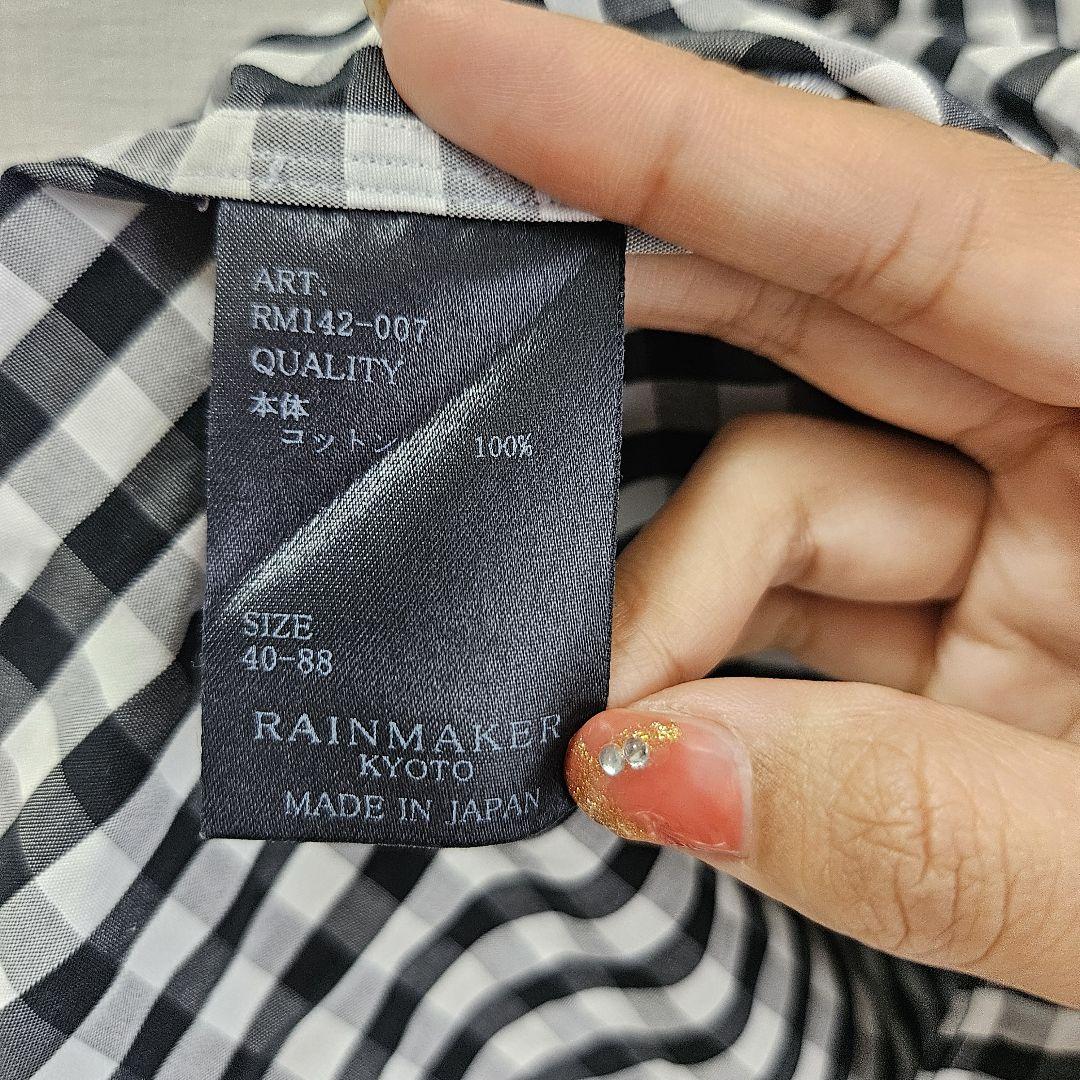 ART.
RM142-007
QUALITY
本体
コットン 100%
SIZE
40-88
RAINMAKER
KYOTO
MADE IN JAPAN